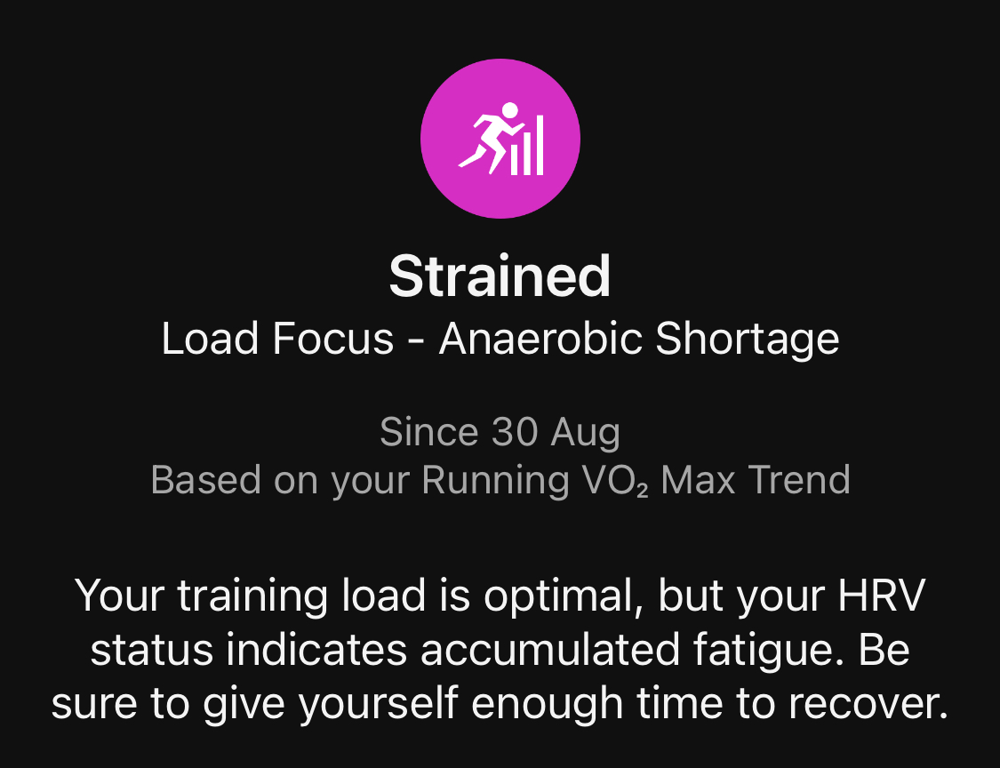 Strained
Load Focus - Anaerobic Shortage
Since 30 Aug
Based on your Running VO₂ Max Trend
Your training load is optimal, but your HRV
status indicates accumulated fatigue. Be
sure to give yourself enough time to recover.